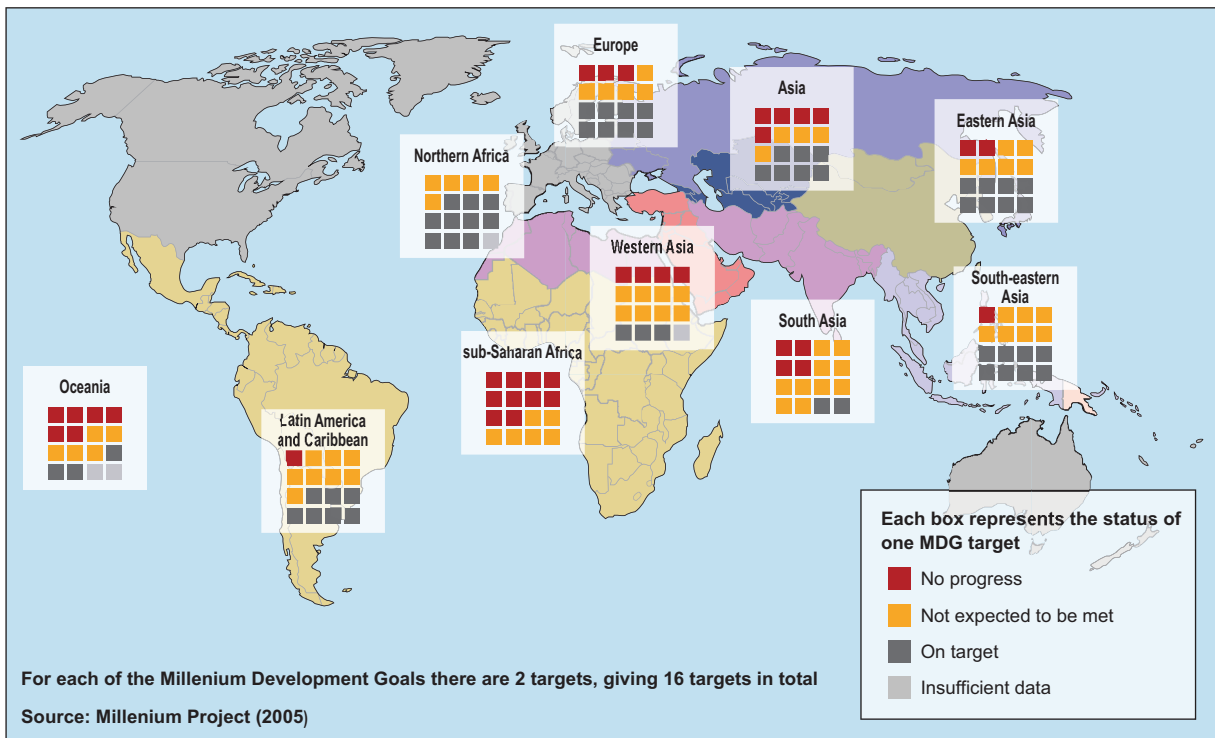 Europe
Asia
Eastern Asia
Northern Africa
Western Asia
South-eastern
Asia
South Asia
sub-Saharan Africa
Oceania
Latin America
and Caribbean
Each box represents the status of
one MDG target
No progress
Not expected to be met
On target
Insufficient data
For each of the Millenium Development Goals there are 2 targets, giving 16 targets in total
Source: Millenium Project (2005)